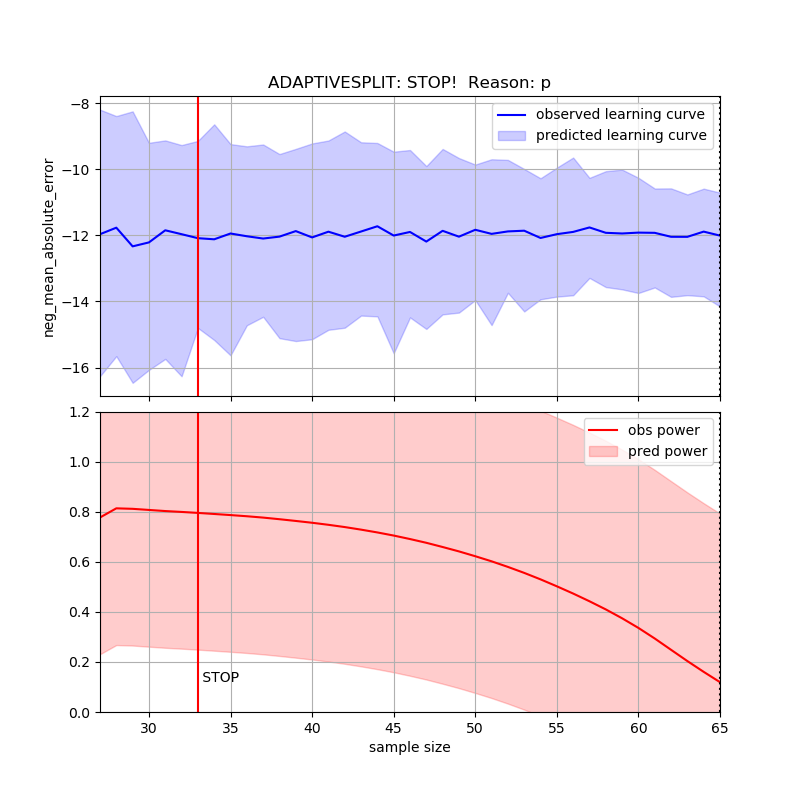 ADAPTIVESPLIT: STOP!  Reason: p
observed learning curve
predicted learning curve
neg_mean_absolute_error
−8
−10
−12
−14
−16
obs power
pred power
1.2
1.0
0.8
0.6
0.4
0.2
0.0
STOP
30 35 40 45 50 55 60 65
sample size